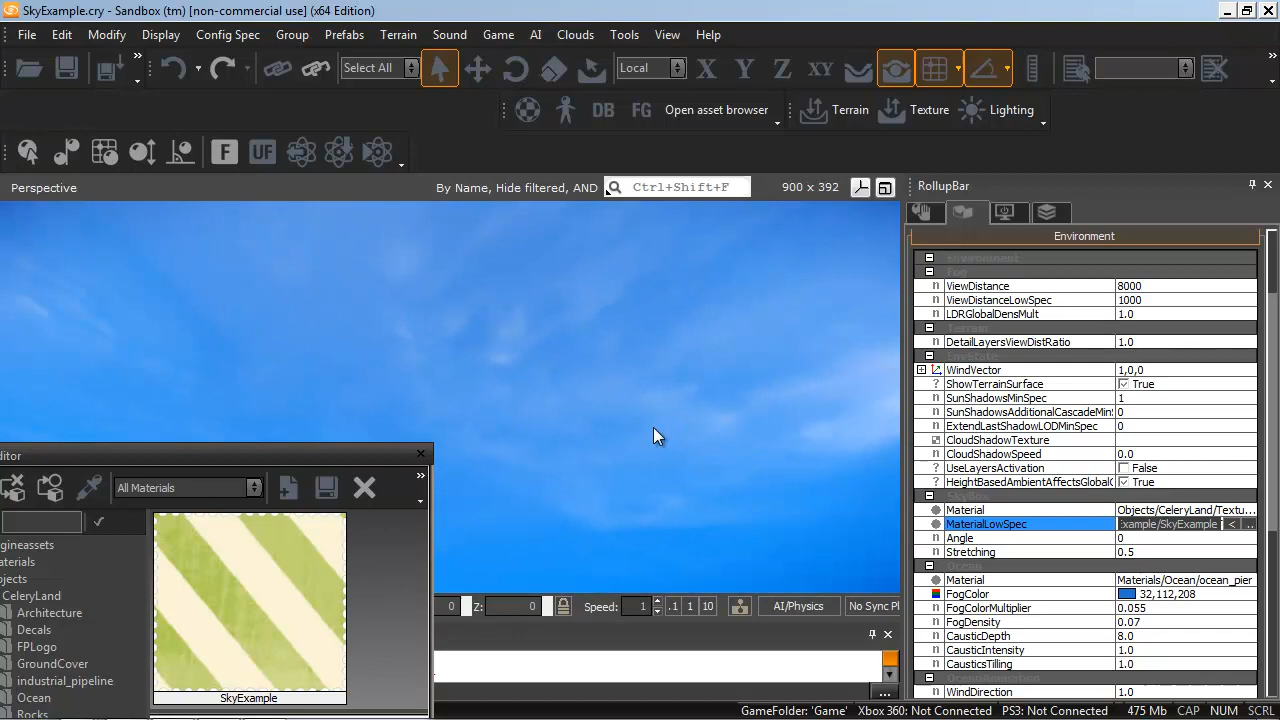 SkyExample.cry - Sandbox (tm) [non-commercial use] (x64 Edition)
File Edit Modify Display Config Spec Group Prefabs Terrain Sound Game AI Clouds Tools View Help
Select All Local X Y Z XY
DB FG Open asset browser Terrain Texture Lighting
F UF
Perspective By Name, Hide filtered, AND Ctrl+Shift+F 900 x 392 RollupBar
Environment
Environment
Fog
ViewDistance 8000
ViewDistanceLowSpec 1000
LDRGlobalDensMult 1.0
Terrain
DetailLayersViewDistRatio 1.0
EnvState
WindVector 1,0,0
ShowTerrainSurface True
SunShadowsMinSpec 1
SunShadowsAdditionalCascadeMin 0
ExtendLastShadowLODMinSpec 0
CloudShadowTexture
CloudShadowSpeed 0.0
UseLayersActivation False
HeightBasedAmbientAffectsGlobal True
SkyBox
Material Objects/CeleryLand/Textu...
MaterialLowSpec xample/SkyExample < ..
Angle 0
Stretching 0.5
Ocean
Material Materials/Ocean/ocean_pier
FogColor 32,112,208
FogColorMultiplier 0.055
FogDensity 0.07
CausticDepth 8.0
CausticIntensity 1.0
CausticsTilling 1.0
OceanAnimation
WindDirection 1.0
ditor
All Materials
gineassets
aterials
ojects
CeleryLand
Architecture
Decals
FPLogo
GroundCover
industrial_pipeline
Ocean
Rocks
SkyExample
0 Z: 0 Speed: 1 .1 1 10 AI/Physics No Sync Pl
...
GameFolder: 'Game' Xbox 360: Not Connected PS3: Not Connected 475 Mb CAP NUM SCRL